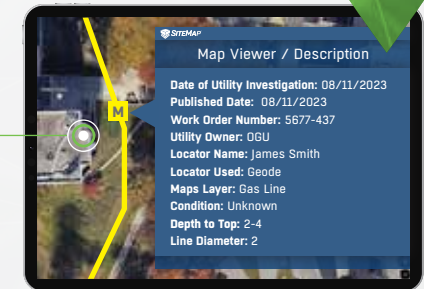 SITEMAP
Map Viewer / Description
M
Date of Utility Investigation: 08/11/2023
Published Date: 08/11/2023
Work Order Number: 5677-437
Utility Owner: OGU
Locator Name: James Smith
Locator Used: Geode
Maps Layer: Gas Line
Condition: Unknown
Depth to Top: 2-4
Line Diameter: 2